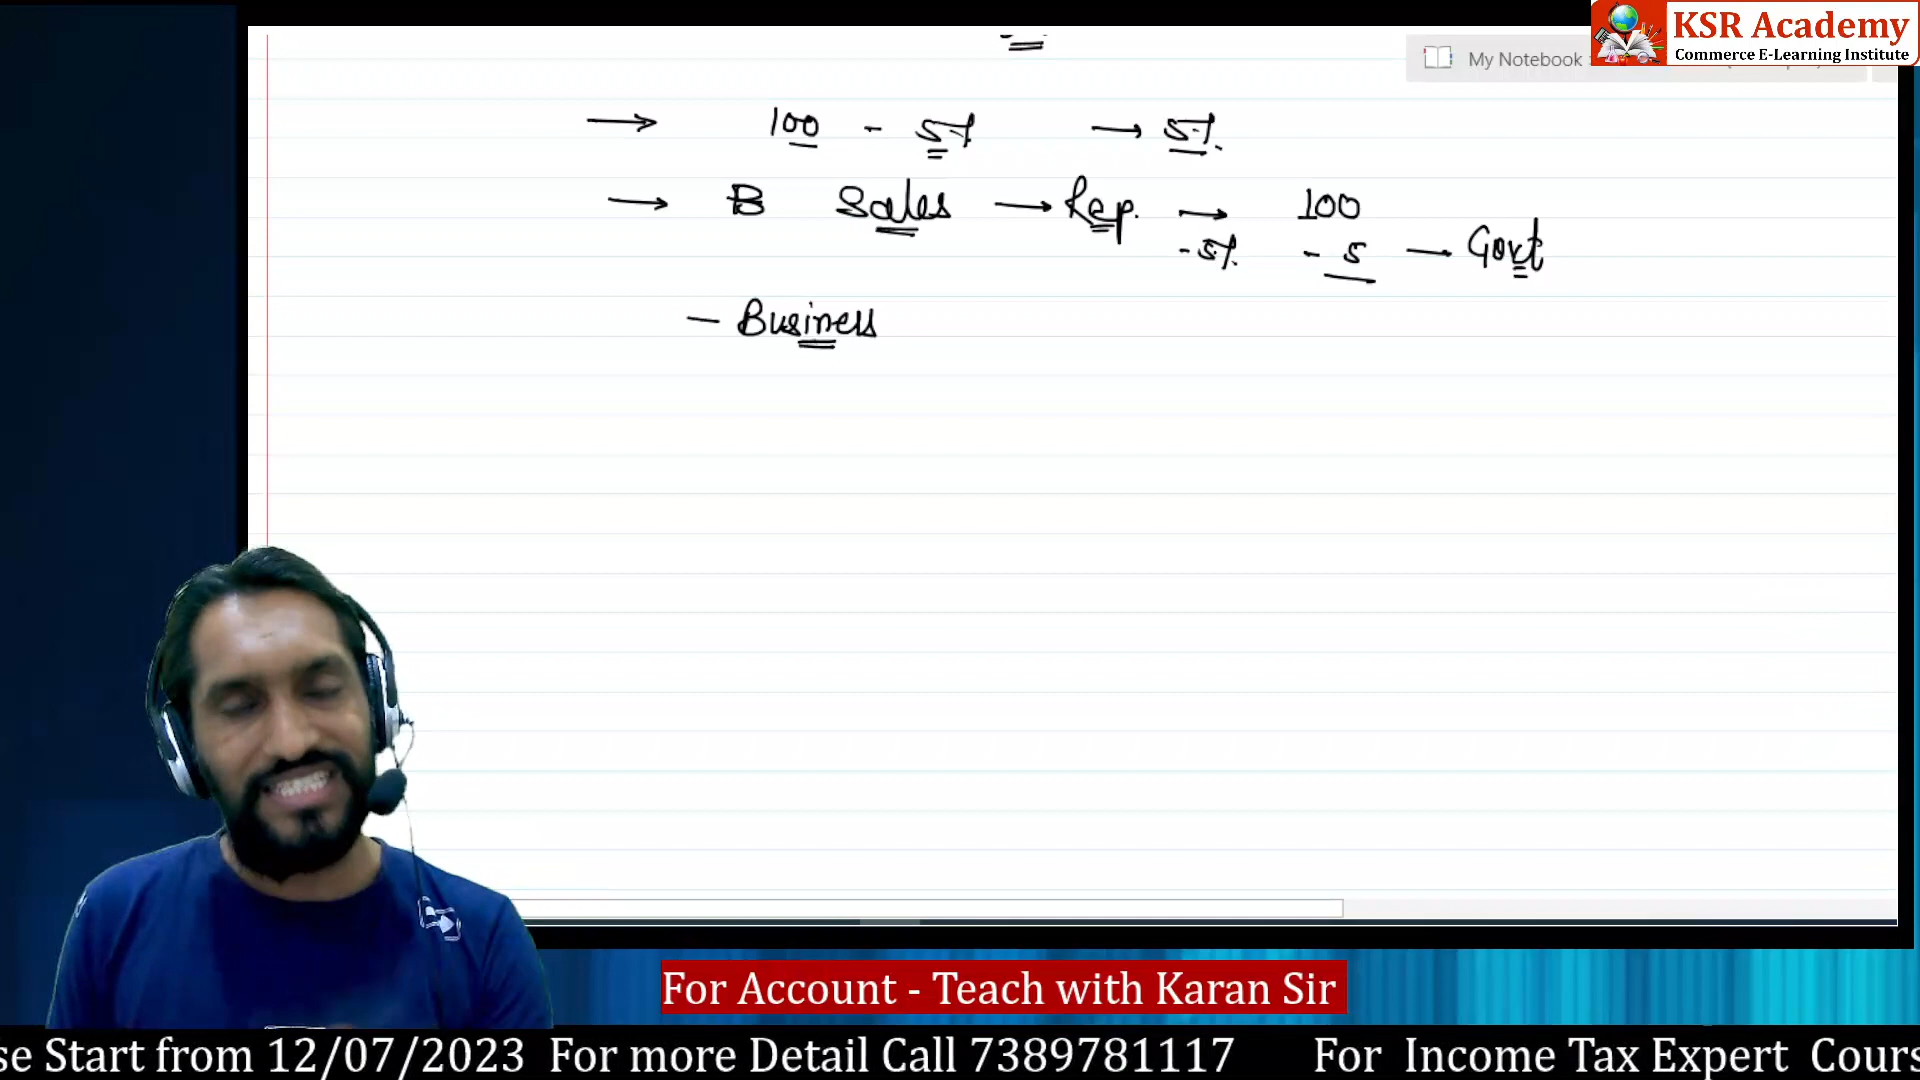 KSR Academy
Commerce E-Learning Institute
My Notebook
→ 100 - 5% → 5%.
→ B Sales → Rep. → 100
- 5%. - 5 — Govt
— Business
For Account - Teach with Karan Sir
se Start from 12/07/2023 For more Detail Call 7389781117 For Income Tax Expert Cours